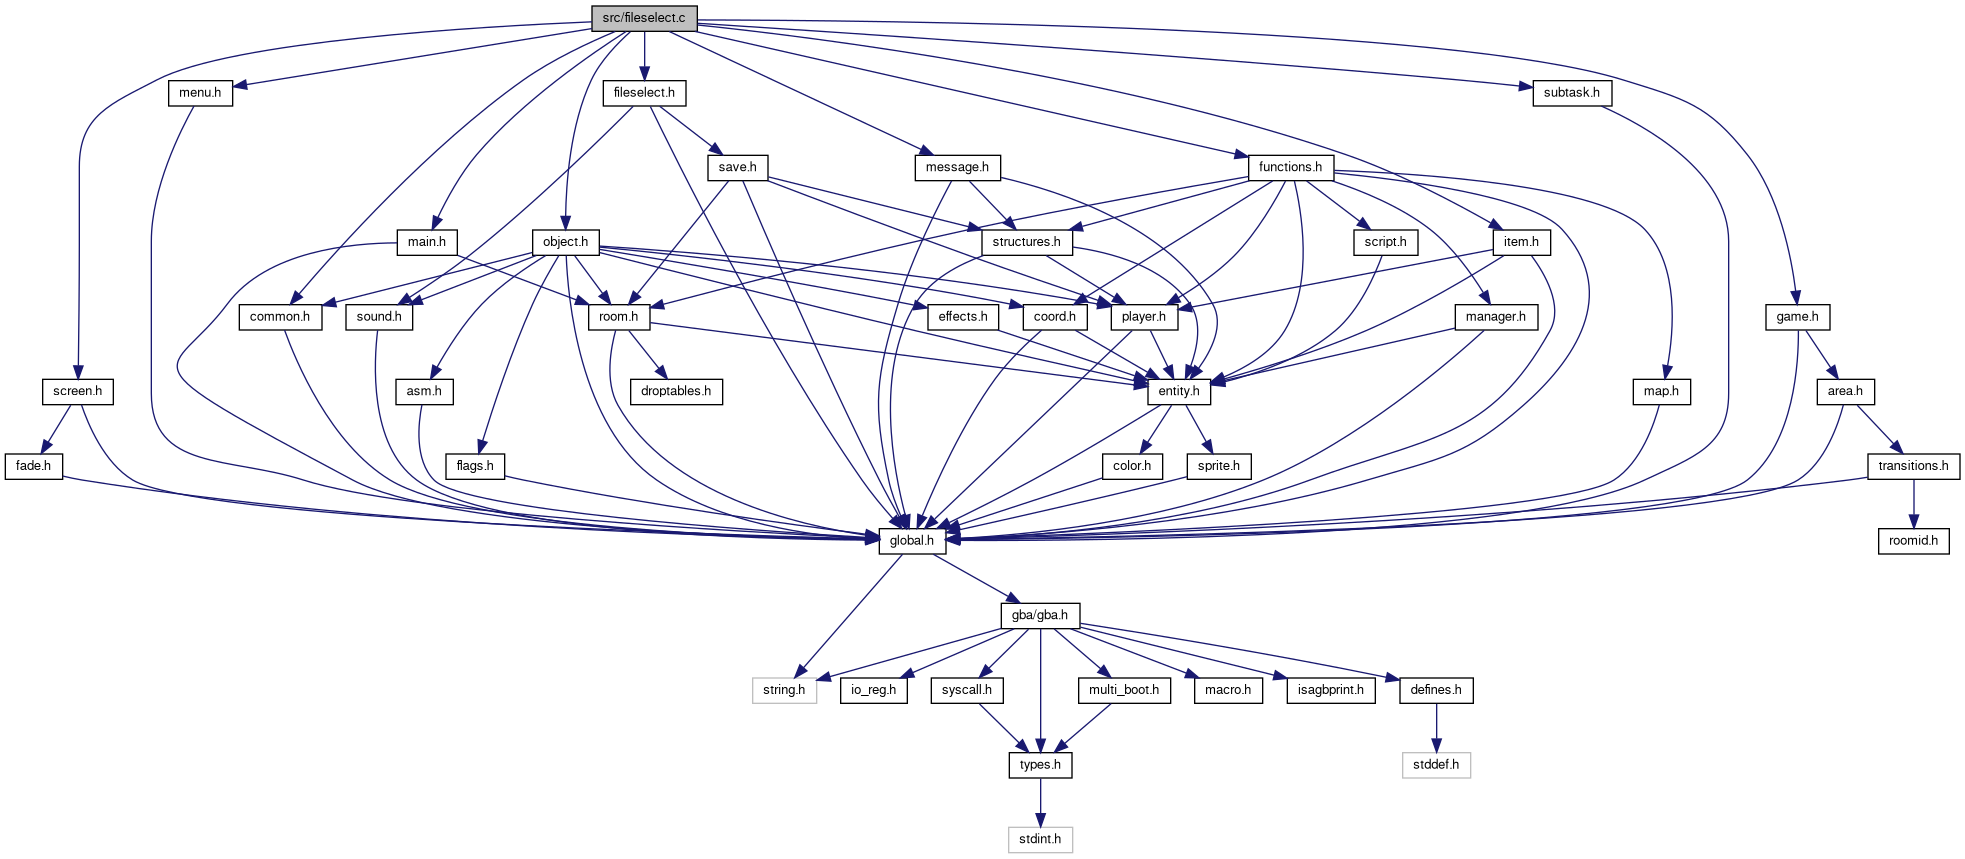 src/fileselect.c
menu.h
fileselect.h
subtask.h
save.h
message.h
functions.h
main.h
object.h
structures.h
script.h
item.h
common.h
sound.h
room.h
effects.h
coord.h
player.h
manager.h
game.h
screen.h
asm.h
droptables.h
entity.h
map.h
area.h
fade.h
flags.h
color.h
sprite.h
transitions.h
global.h
roomid.h
gba/gba.h
string.h
io_reg.h
syscall.h
multi_boot.h
macro.h
isagbprint.h
defines.h
types.h
stddef.h
stdint.h